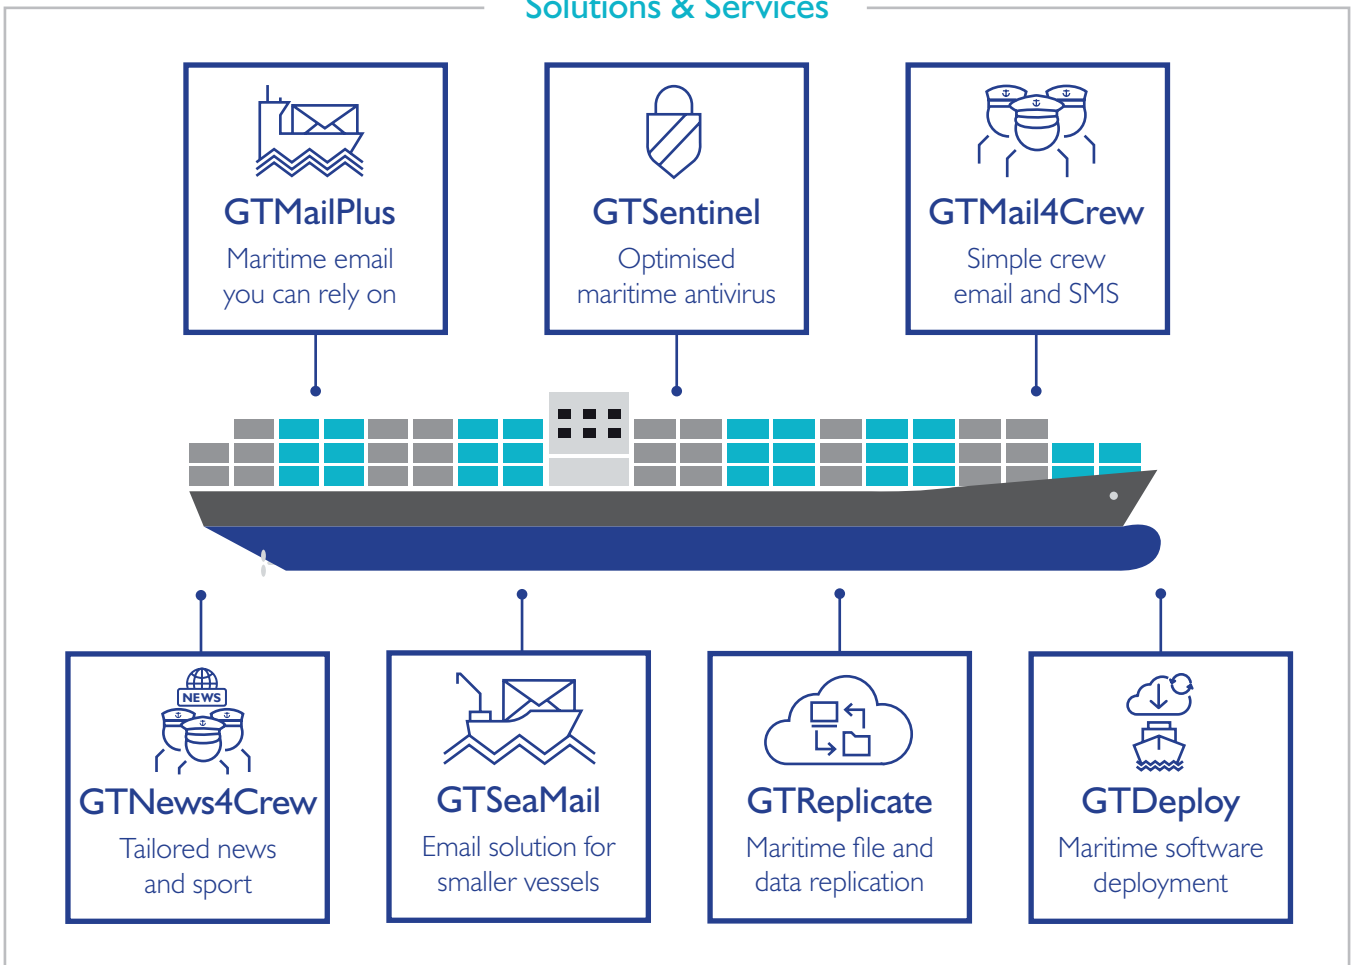 Solutions & Services
GTMailPlus
Maritime email
you can rely on
GTSentinel
Optimised
maritime antivirus
GTMail4Crew
Simple crew
email and SMS
NEWS
GTNews4Crew
Tailored news
and sport
GTSeaMail
Email solution for
smaller vessels
GTReplicate
Maritime file and
data replication
GTDeploy
Maritime software
deployment